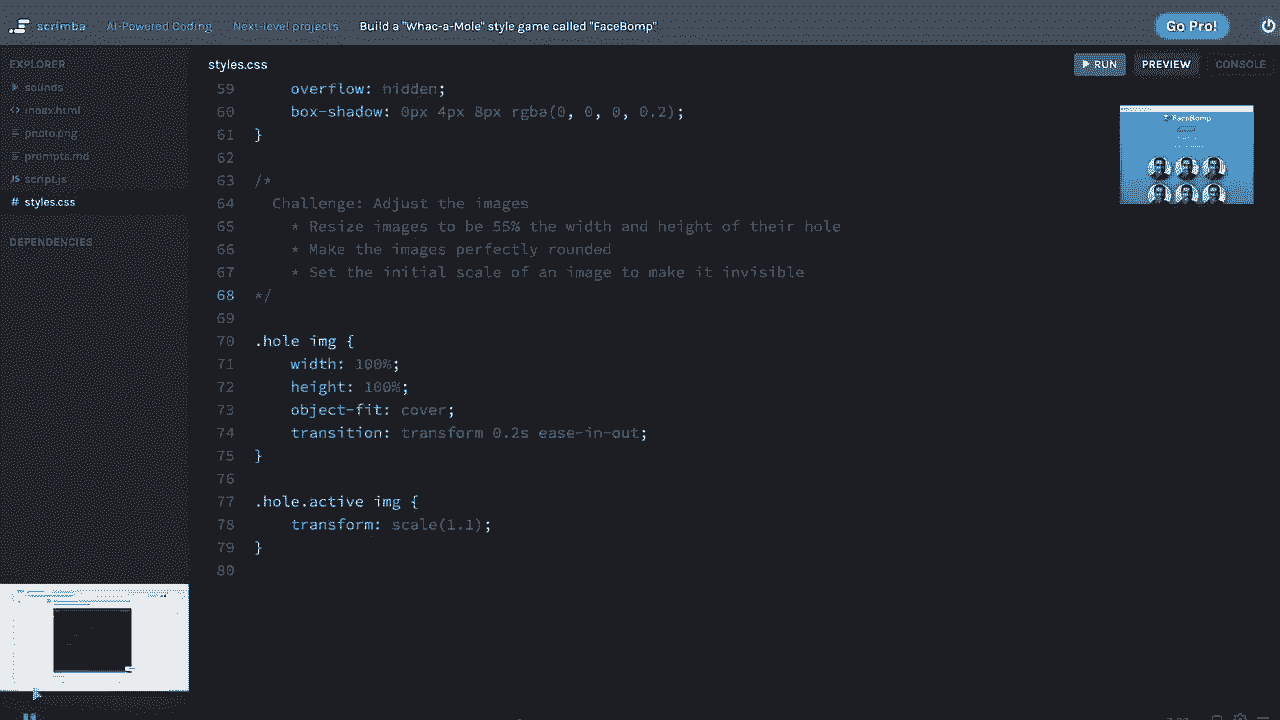 scrimba AI-Powered Coding Next-level projects Build a "Whac-a-Mole" style game called "FaceBomp" Go Pro!
EXPLORER
sounds
<> index.html
photo.png
prompts.md
JS script.js
# styles.css
DEPENDENCIES
styles.css
RUN PREVIEW CONSOLE
59 overflow: hidden;
60 box-shadow: 0px 4px 8px rgba(0, 0, 0, 0.2);
61 }
62
63 /*
64 Challenge: Adjust the images
65 * Resize images to be 55% the width and height of their hole
66 * Make the images perfectly rounded
67 * Set the initial scale of an image to make it invisible
68 */
69
70 .hole img {
71 width: 100%;
72 height: 100%;
73 object-fit: cover;
74 transition: transform 0.2s ease-in-out;
75 }
76
77 .hole.active img {
78 transform: scale(1.1);
79 }
80
FaceBomp